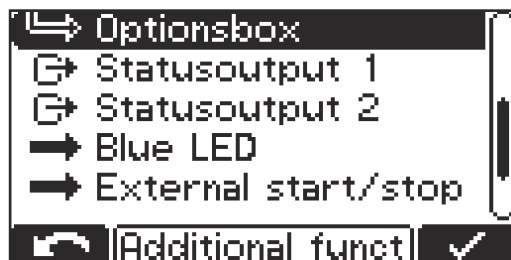 Optionsbox
Statusoutput 1
Statusoutput 2
Blue LED
External start/stop
Additional funct